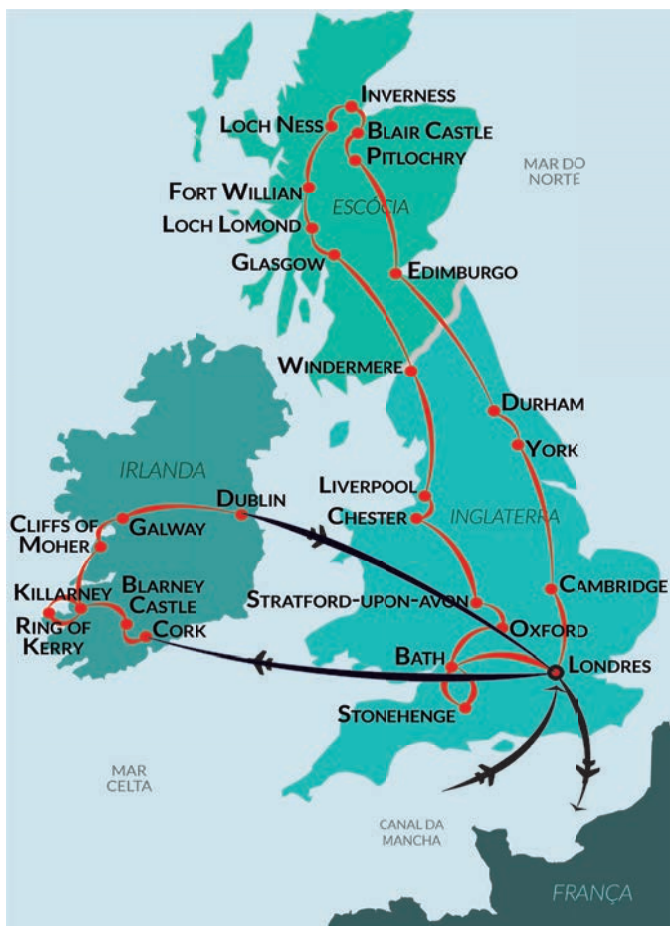 INVERNESS
LOCH NESS
BLAIR CASTLE
PITLOCHRY
MAR DO
NORTE
FORT WILLIAN
ESCÓCIA
LOCH LOMOND
GLASGOW
EDIMBURGO
WINDERMERE
DURHAM
YORK
IRLANDA
DUBLIN
LIVERPOOL
CHESTER
INGLATERRA
GALWAY
CLIFFS OF
MOHER
KILLARNEY
BLARNEY
CASTLE
CAMBRIDGE
STRATFORD-UPON-AVON
RING OF
KERRY
CORK
OXFORD
BATH
LONDRES
STONEHENGE
MAR
CELTA
CANAL DA
MANCHA
FRANÇA